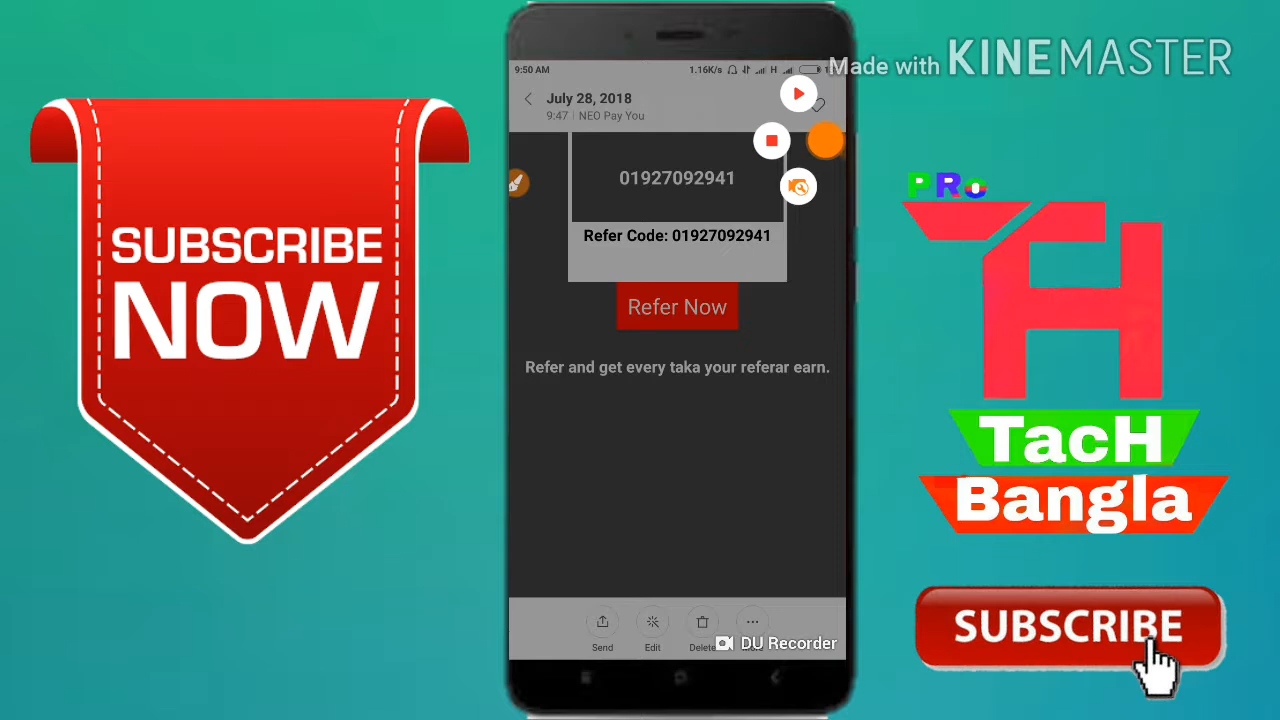 Made with KINEMASTER
SUBSCRIBE
NOW
9:50 AM
1.16K/s
H
July 28, 2018
9:47 | NEO Pay You
01927092941
Refer Code: 01927092941
Refer Now
Refer and get every taka your referar earn.
Send
Edit
Delete
DU Recorder
PRO
TH
TacH
Bangla
SUBSCRIBE